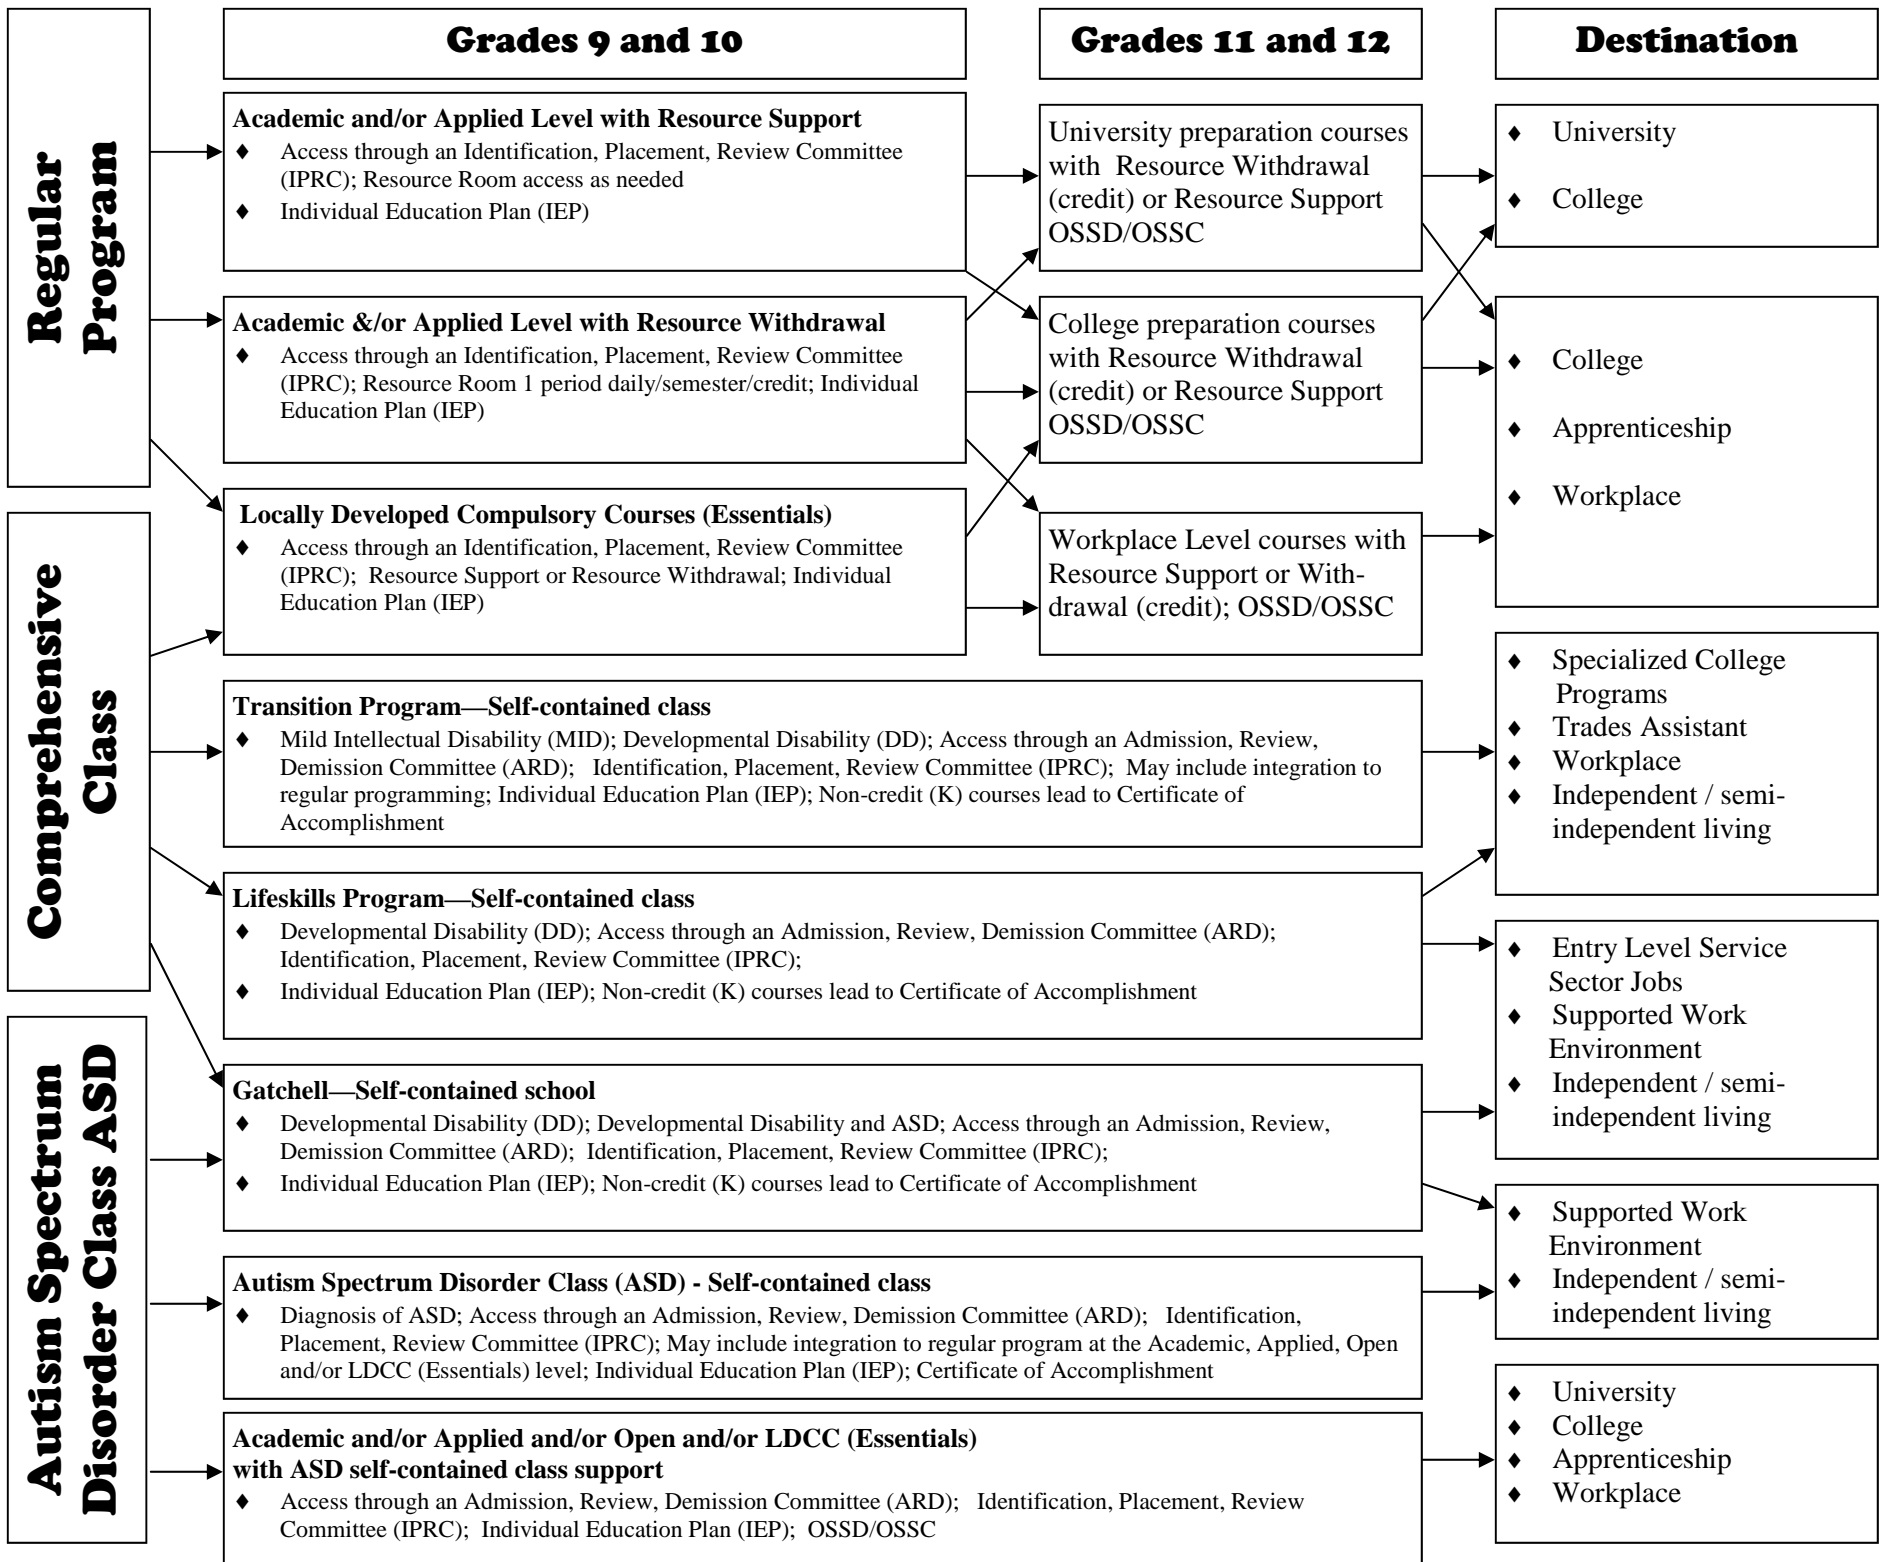 Regular
Program
Comprehensive
Class
Autism Spectrum
Disorder Class ASD
Grades 9 and 10
Academic and/or Applied Level with Resource Support
♦ Access through an Identification, Placement, Review Committee
(IPRC); Resource Room access as needed
♦ Individual Education Plan (IEP)
Academic &/or Applied Level with Resource Withdrawal
♦ Access through an Identification, Placement, Review Committee
(IPRC); Resource Room 1 period daily/semester/credit; Individual
Education Plan (IEP)
Locally Developed Compulsory Courses (Essentials)
♦ Access through an Identification, Placement, Review Committee
(IPRC); Resource Support or Resource Withdrawal; Individual
Education Plan (IEP)
Grades 11 and 12
University preparation courses
with Resource Withdrawal
(credit) or Resource Support
OSSD/OSSC
College preparation courses
with Resource Withdrawal
(credit) or Resource Support
OSSD/OSSC
Workplace Level courses with
Resource Support or With-
drawal (credit); OSSD/OSSC
Transition Program—Self-contained class
♦ Mild Intellectual Disability (MID); Developmental Disability (DD); Access through an Admission, Review,
Demission Committee (ARD); Identification, Placement, Review Committee (IPRC); May include integration to
regular programming; Individual Education Plan (IEP); Non-credit (K) courses lead to Certificate of
Accomplishment
Lifeskills Program—Self-contained class
♦ Developmental Disability (DD); Access through an Admission, Review, Demission Committee (ARD);
Identification, Placement, Review Committee (IPRC);
♦ Individual Education Plan (IEP); Non-credit (K) courses lead to Certificate of Accomplishment
Gatchell—Self-contained school
♦ Developmental Disability (DD); Developmental Disability and ASD; Access through an Admission, Review,
Demission Committee (ARD); Identification, Placement, Review Committee (IPRC);
♦ Individual Education Plan (IEP); Non-credit (K) courses lead to Certificate of Accomplishment
Autism Spectrum Disorder Class (ASD) - Self-contained class
♦ Diagnosis of ASD; Access through an Admission, Review, Demission Committee (ARD); Identification,
Placement, Review Committee (IPRC); May include integration to regular program at the Academic, Applied, Open
and/or LDCC (Essentials) level; Individual Education Plan (IEP); Certificate of Accomplishment
Academic and/or Applied and/or Open and/or LDCC (Essentials)
with ASD self-contained class support
♦ Access through an Admission, Review, Demission Committee (ARD); Identification, Placement, Review
Committee (IPRC); Individual Education Plan (IEP); OSSD/OSSC
Destination
♦ University
♦ College
♦ College
♦ Apprenticeship
♦ Workplace
♦ Specialized College
Programs
♦ Trades Assistant
♦ Workplace
♦ Independent / semi-
independent living
♦ Entry Level Service
Sector Jobs
♦ Supported Work
Environment
♦ Independent / semi-
independent living
♦ Supported Work
Environment
♦ Independent / semi-
independent living
♦ University
♦ College
♦ Apprenticeship
♦ Workplace